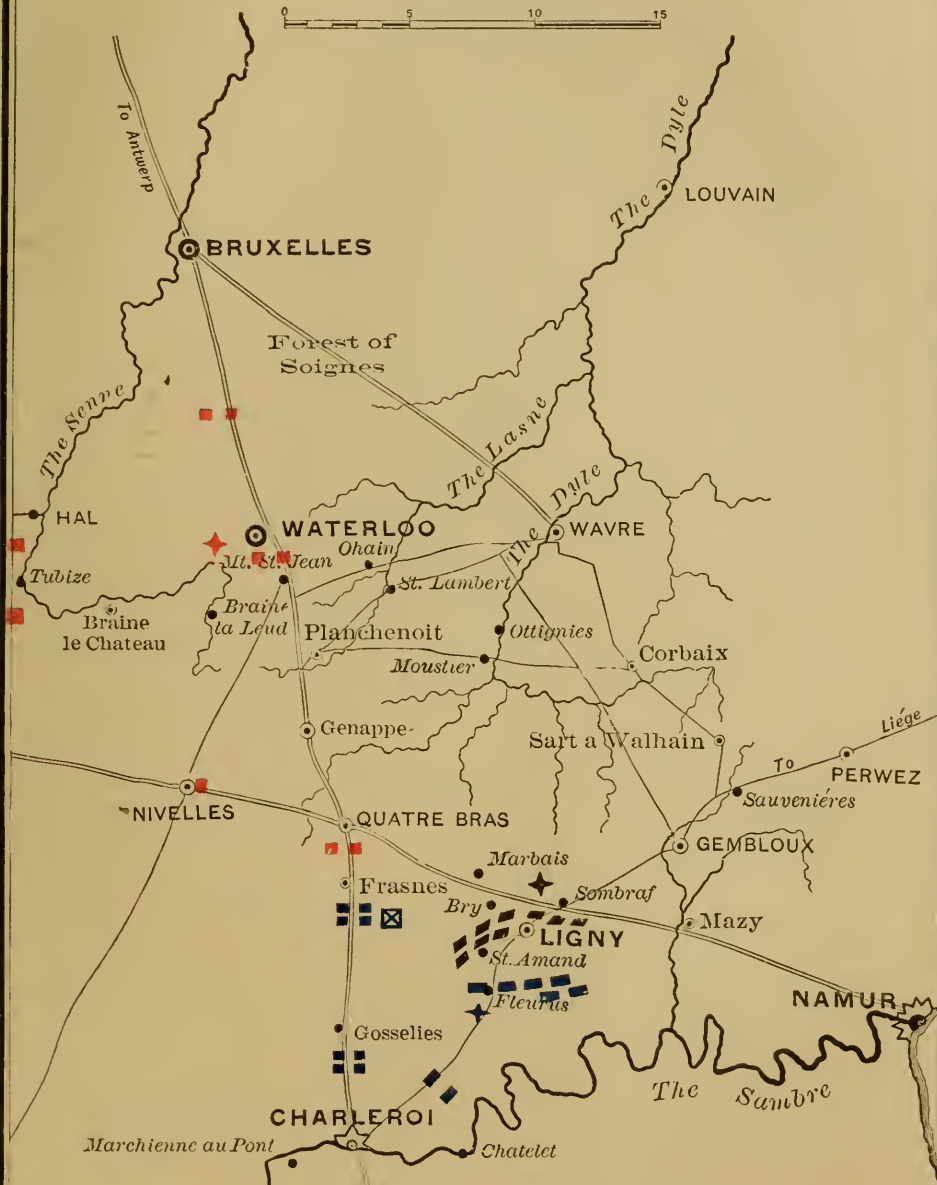 0 5 10 15
To Antwerp
The Dyle
LOUVAIN
BRUXELLES
Forest of
Soignes
The Senne
The Lasne
The Dyle
HAL
WATERLOO
WAVRE
Ohain
Mt. St. Jean
Tubize
St. Lambert
Braine
la Leud
Braine
le Chateau
Planchenoit
Ottignies
Moustier
Corbaix
Genappe
Sart a Walhain
To Liége
PERWEZ
NIVELLES
Sauveniéres
QUATRE BRAS
GEMBLOUX
Marbais
Frasnes
Sombraf
Bry
Mazy
LIGNY
St. Amand
Fleurus
NAMUR
Gosselies
The Sambre
CHARLEROI
Marchienne au Pont
Chatelet